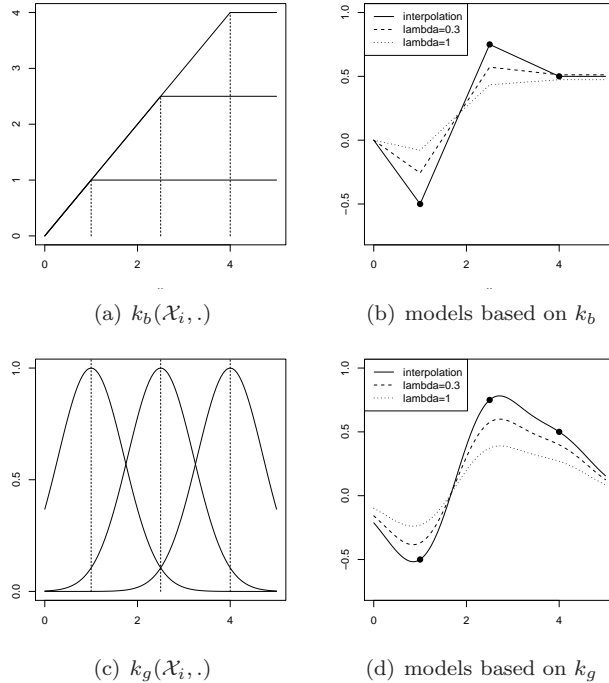 4
3
2
1
0
0 2 4
(a) k_b(𝒳_i, .)
1.0
0.5
0.0
−0.5
interpolation
lambda=0.3
lambda=1
0 2 4
(b) models based on k_b
1.0
0.5
0.0
0 2 4
(c) k_g(𝒳_i, .)
1.0
0.5
0.0
−0.5
interpolation
lambda=0.3
lambda=1
0 2 4
(d) models based on k_g